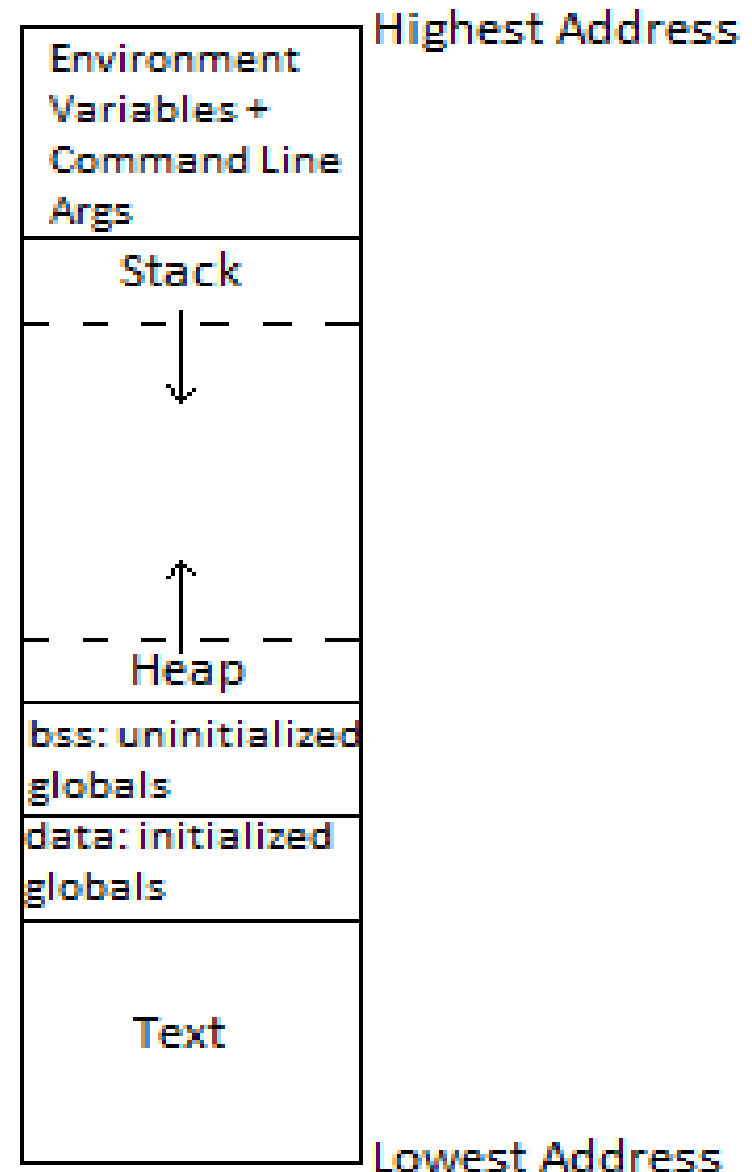 Highest Address
Environment
Variables +
Command Line
Args
Stack
Heap
bss: uninitialized
globals
data: initialized
globals
Text
Lowest Address